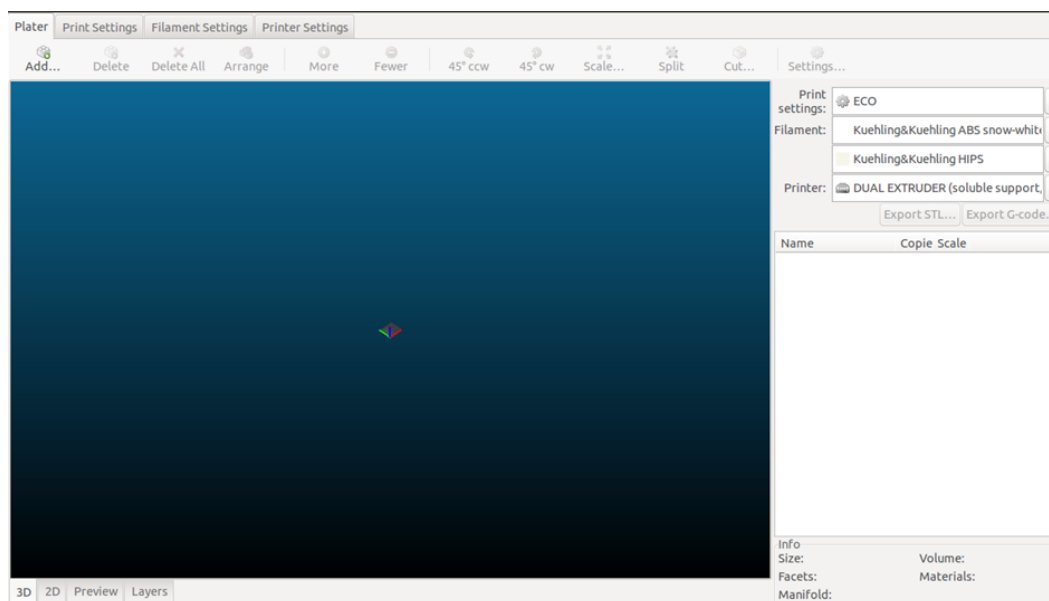 Plater Print Settings Filament Settings Printer Settings
Add... Delete Delete All Arrange More Fewer 45° ccw 45° cw Scale... Split Cut... Settings...
Print settings: ECO
Filament: Kuehling&Kuehling ABS snow-white
Kuehling&Kuehling HIPS
Printer: DUAL EXTRUDER (soluble support,
Export STL... Export G-code.
Name Copie Scale
Info
Size: Volume:
Facets: Materials:
Manifold:
3D 2D Preview Layers